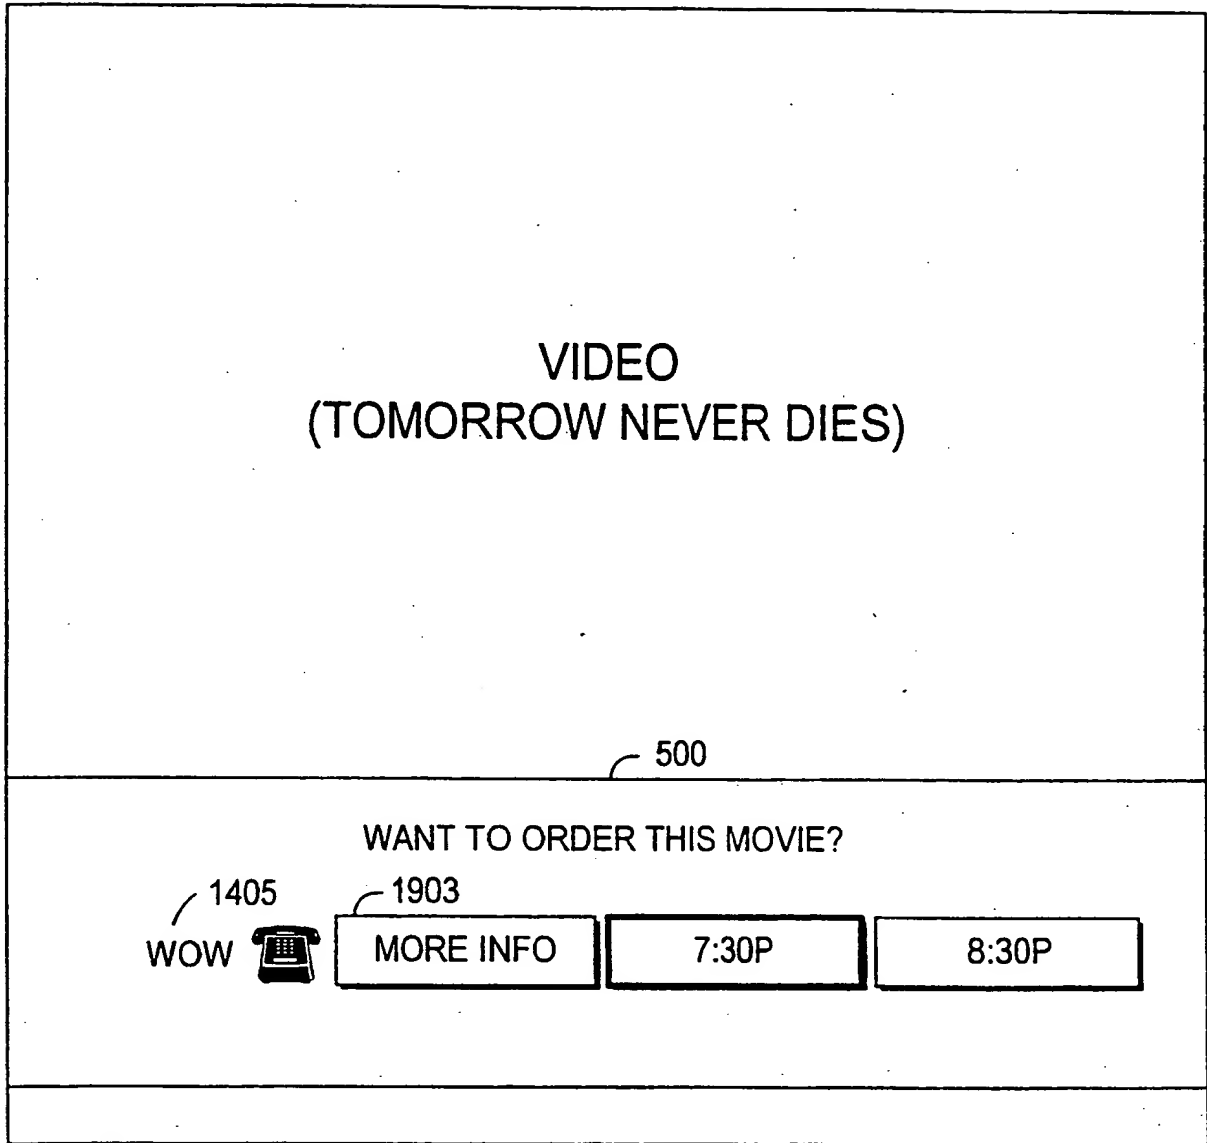 VIDEO
(TOMORROW NEVER DIES)
500
WANT TO ORDER THIS MOVIE?
1405 1903
WOW MORE INFO 7:30P 8:30P